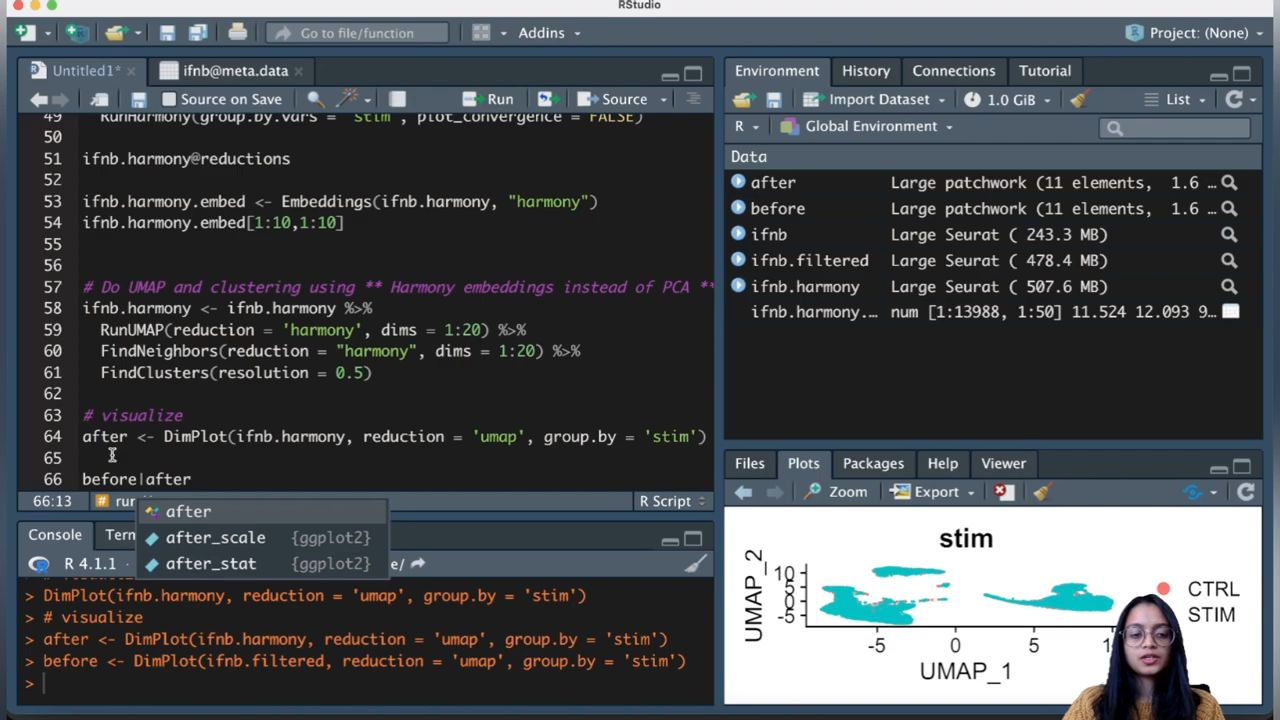 RStudio
Go to file/function
Addins
Project: (None)
Untitled1*
ifnb@meta.data
Source on Save
Run
Source
49 RunHarmony(group.by.vars = 'stim', plot_convergence = FALSE)
50
51 ifnb.harmony@reductions
52
53 ifnb.harmony.embed <- Embeddings(ifnb.harmony, "harmony")
54 ifnb.harmony.embed[1:10,1:10]
55
56
57 # Do UMAP and clustering using ** Harmony embeddings instead of PCA **
58 ifnb.harmony <- ifnb.harmony %>%
59 RunUMAP(reduction = 'harmony', dims = 1:20) %>%
60 FindNeighbors(reduction = "harmony", dims = 1:20) %>%
61 FindClusters(resolution = 0.5)
62
63 # visualize
64 after <- DimPlot(ifnb.harmony, reduction = 'umap', group.by = 'stim')
65
66 before|after
66:13
# run
R Script
after
after_scale {ggplot2}
after_stat {ggplot2}
Console
R 4.1.1
> DimPlot(ifnb.harmony, reduction = 'umap', group.by = 'stim')
> # visualize
> after <- DimPlot(ifnb.harmony, reduction = 'umap', group.by = 'stim')
> before <- DimPlot(ifnb.filtered, reduction = 'umap', group.by = 'stim')
>
Environment
History
Connections
Tutorial
Import Dataset
1.0 GiB
List
R
Global Environment
Data
after Large patchwork (11 elements, 1.6 …
before Large patchwork (11 elements, 1.6 …
ifnb Large Seurat ( 243.3 MB)
ifnb.filtered Large Seurat ( 478.4 MB)
ifnb.harmony Large Seurat ( 507.6 MB)
ifnb.harmony.… num [1:13988, 1:50] 11.524 12.093 9…
Files
Plots
Packages
Help
Viewer
Zoom
Export
stim
UMAP_2
10
5
0
-5
-5
0
5
UMAP_1
CTRL
STIM